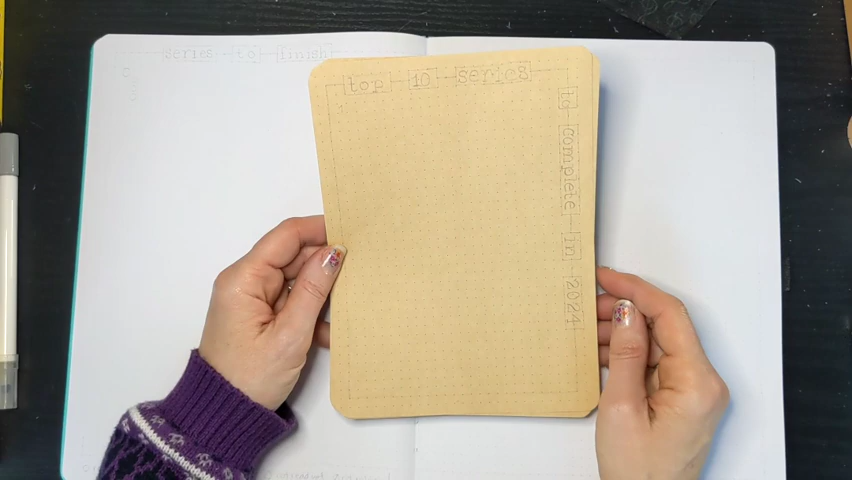 series to finish
top 10 series
to complete in 2024